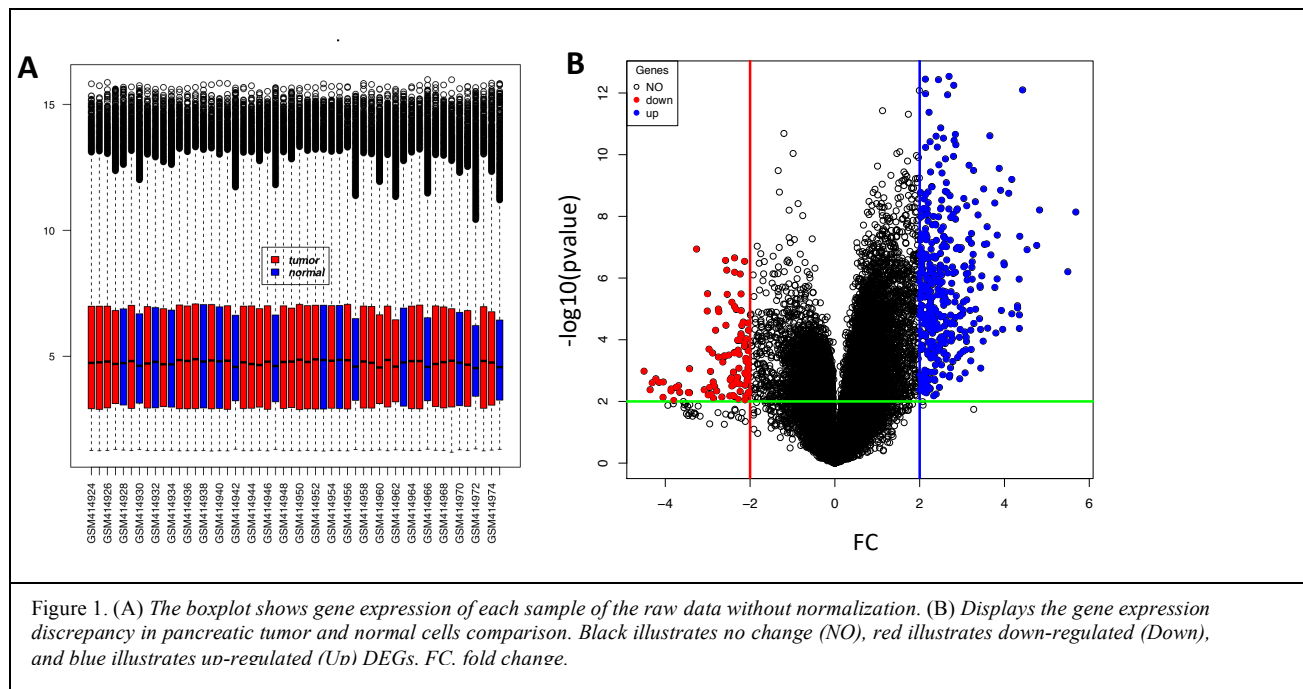 A
15
10
5
tumor
normal
GSM414924
GSM414926
GSM414928
GSM414930
GSM414932
GSM414934
GSM414936
GSM414938
GSM414940
GSM414942
GSM414944
GSM414946
GSM414948
GSM414950
GSM414952
GSM414954
GSM414956
GSM414958
GSM414960
GSM414962
GSM414964
GSM414966
GSM414968
GSM414970
GSM414972
GSM414974
B
Genes
NO
down
up
-log10(pvalue)
12
10
8
6
4
2
0
−4
−2
0
2
4
6
FC
Figure 1. (A) The boxplot shows gene expression of each sample of the raw data without normalization. (B) Displays the gene expression
discrepancy in pancreatic tumor and normal cells comparison. Black illustrates no change (NO), red illustrates down-regulated (Down),
and blue illustrates up-regulated (Up) DEGs. FC. fold change.